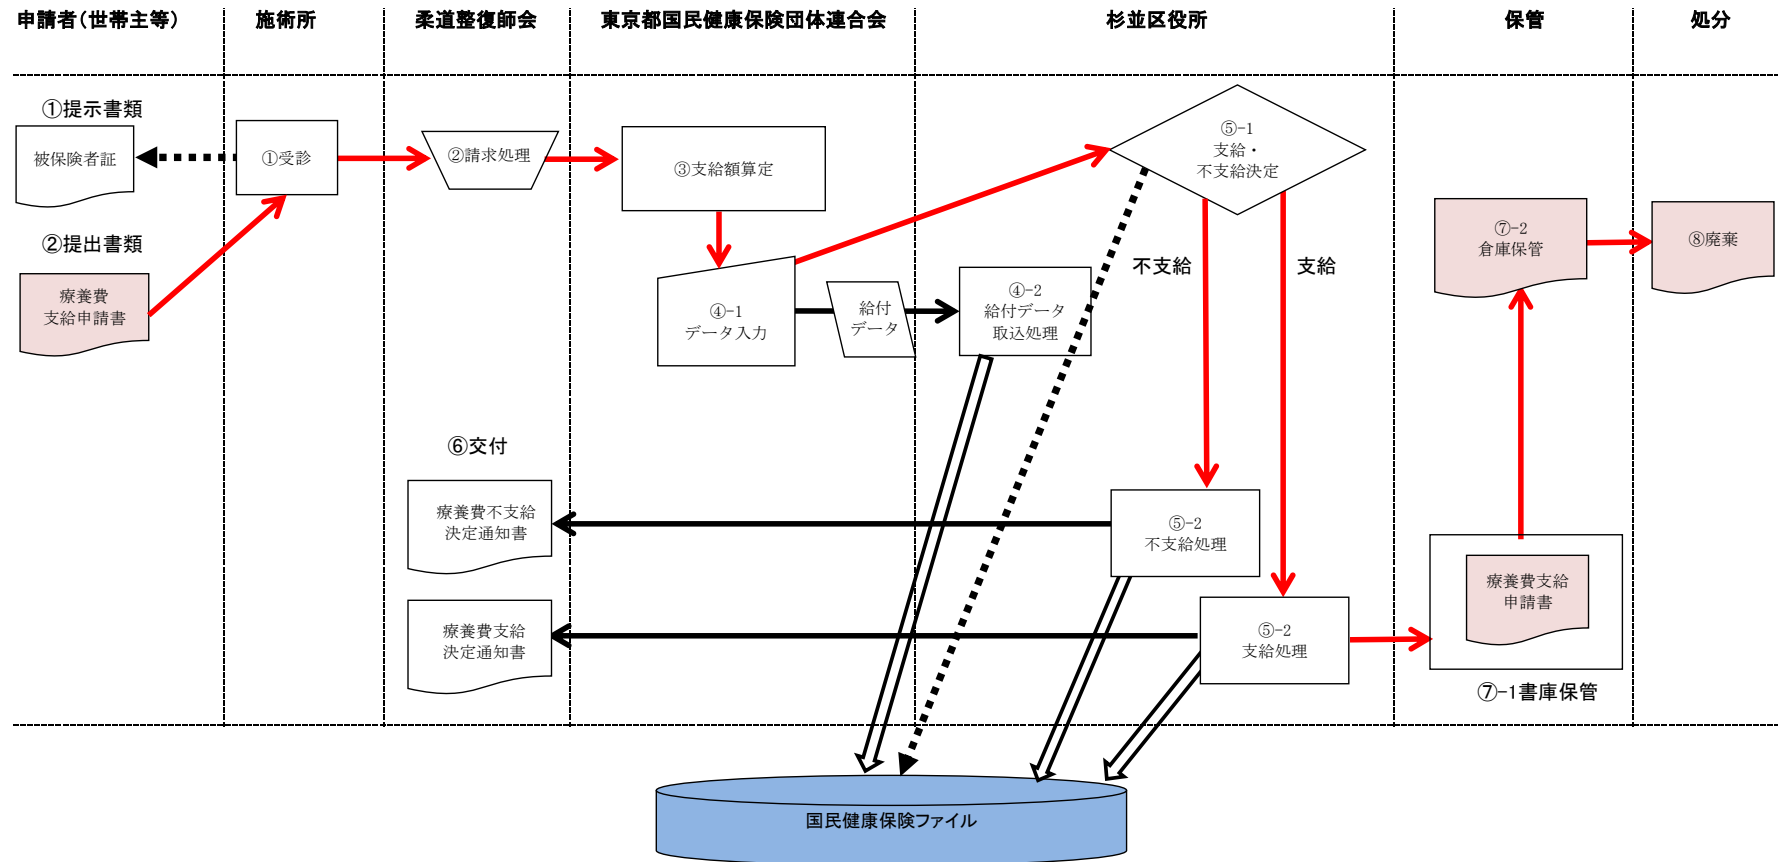 申請者（世帯主等）
施術所
柔道整復師会
東京都国民健康保険団体連合会
杉並区役所
保管
処分
①提示書類
被保険者証
①受診
②請求処理
③支給額算定
⑤-1
支給・
不支給決定
②提出書類
療養費
支給申請書
④-1
データ入力
給付
データ
④-2
給付データ
取込処理
不支給
支給
⑦-2
倉庫保管
⑧廃棄
⑥交付
療養費不支給
決定通知書
⑤-2
不支給処理
療養費支給
決定通知書
⑤-2
支給処理
療養費支給
申請書
⑦-1書庫保管
国民健康保険ファイル